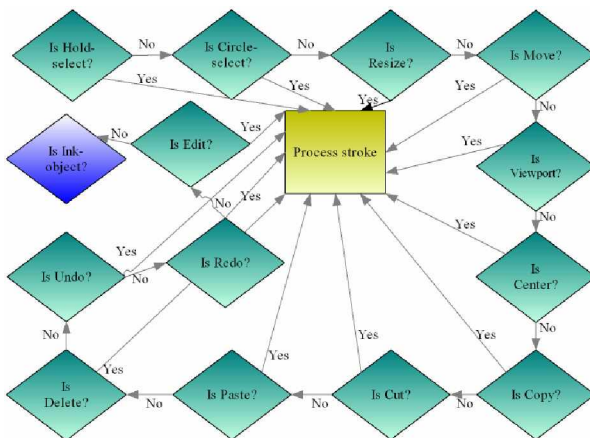 Is Hold-
select?
No
Is Circle-
select?
No
Is
Resize?
No
Is Move?
Yes
Yes
Yes
Yes
No
Is Ink-
object?
No
Is Edit?
Yes
Process stroke
Yes
Is
Viewport?
No
Yes
No
Yes
Is Undo?
Yes
No
Is Redo?
Is
Center?
No
No
Yes
Yes
Yes
Yes
Is
Delete?
No
Is Paste?
No
Is Cut?
No
Is Copy?